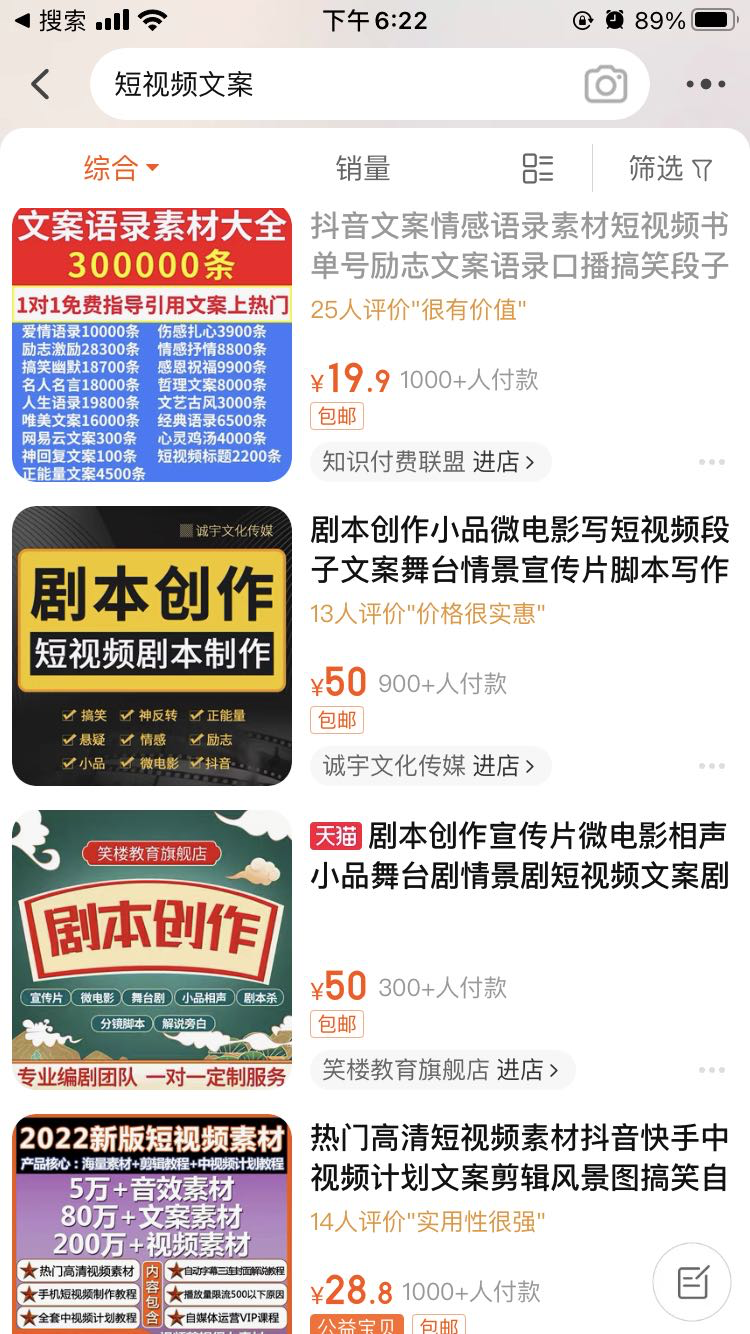 搜索
下午6:22
89%
短视频文案
综合
销量
筛选
文案语录素材大全
300000条
1对1免费指导引用文案上热门
爱情语录10000条 伤感扎心3900条
励志激励28300条 情感抒情8800条
搞笑幽默18700条 感恩祝福9900条
名人名言18000条 哲理文案8000条
人生语录19800条 文艺古风3000条
唯美文案16000条 经典语录6500条
网易云文案300条 心灵鸡汤4000条
神回复文案100条 短视频标题2200条
正能量文案4500条
抖音文案情感语录素材短视频书
单号励志文案语录口播搞笑段子
25人评价"很有价值"
¥19.9 1000+人付款
包邮
知识付费联盟 进店
诚宇文化传媒
剧本创作
短视频剧本制作
搞笑 神反转 正能量
悬疑 情感 励志
小品 微电影 抖音
剧本创作小品微电影写短视频段
子文案舞台情景宣传片脚本写作
13人评价"价格很实惠"
¥50 900+人付款
包邮
诚宇文化传媒 进店
笑楼教育旗舰店
剧本创作
宣传片 微电影 舞台剧 小品相声 剧本杀
分镜脚本 解说旁白
专业编剧团队 一对一定制服务
天猫 剧本创作宣传片微电影相声
小品舞台剧情景剧短视频文案剧
¥50 300+人付款
包邮
笑楼教育旗舰店 进店
2022新版短视频素材
产品核心：海量素材+剪辑教程+中视频计划教程
5万+音效素材
80万+文案素材
200万+视频素材
热门高清视频素材
手机短视频制作教程
全套中视频计划教程
内容包含
自动字幕三连封面解说教程
播放量限流500以下原因
自媒体运营VIP课程
热门高清短视频素材抖音快手中
视频计划文案剪辑风景图搞笑自
14人评价"实用性很强"
¥28.8 1000+人付款
公益宝贝 包邮